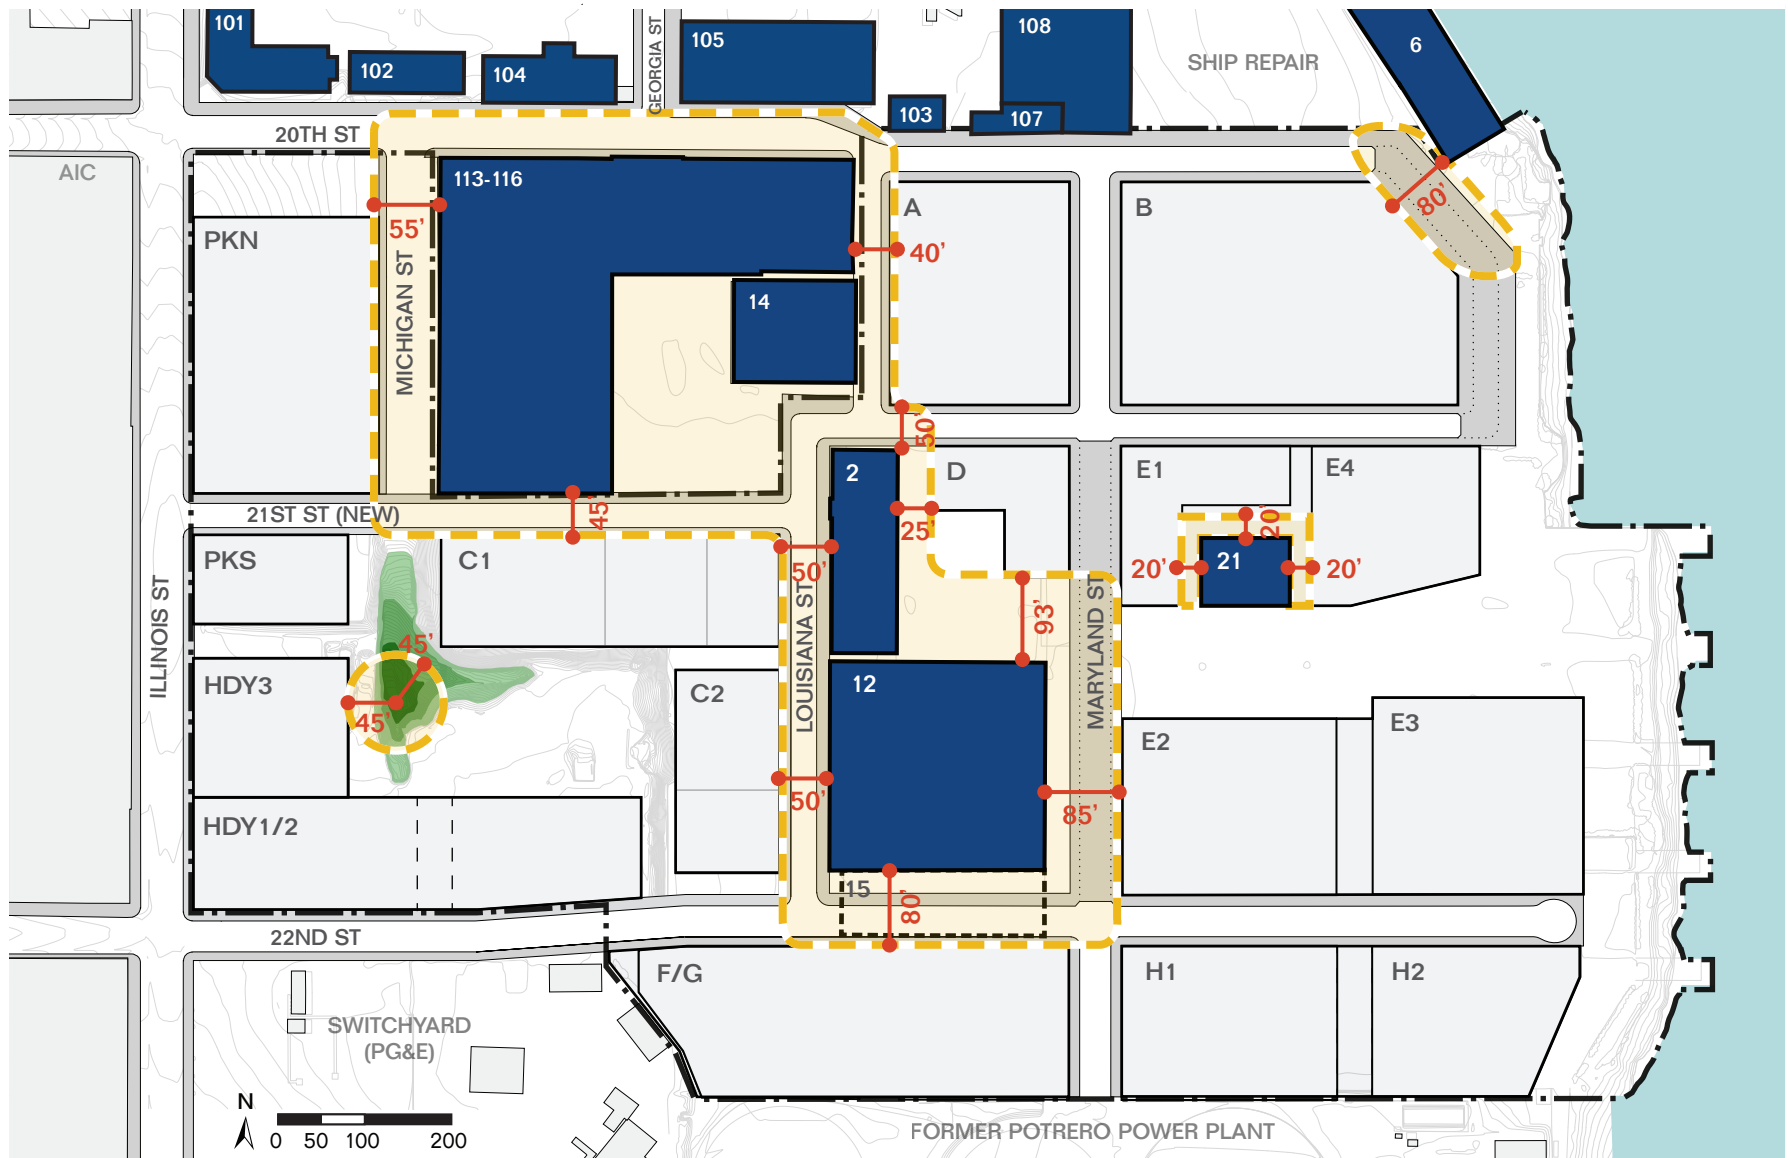 101
102
104
GEORGIA ST
105
103
108
107
SHIP REPAIR
6
20TH ST
AIC
113-116
55'
PKN
MICHIGAN ST
14
40'
A
B
80'
50'
2
D
E1
E4
21ST ST (NEW)
45'
25'
20'
PKS
C1
50'
20'
21
20'
ILLINOIS ST
LOUISIANA ST
MARYLAND ST
93'
45'
HDY3
45'
C2
12
E2
E3
50'
85'
HDY1/2
15
80'
22ND ST
F/G
H1
H2
SWITCHYARD
(PG&E)
N
0 50 100 200
FORMER POTRERO POWER PLANT